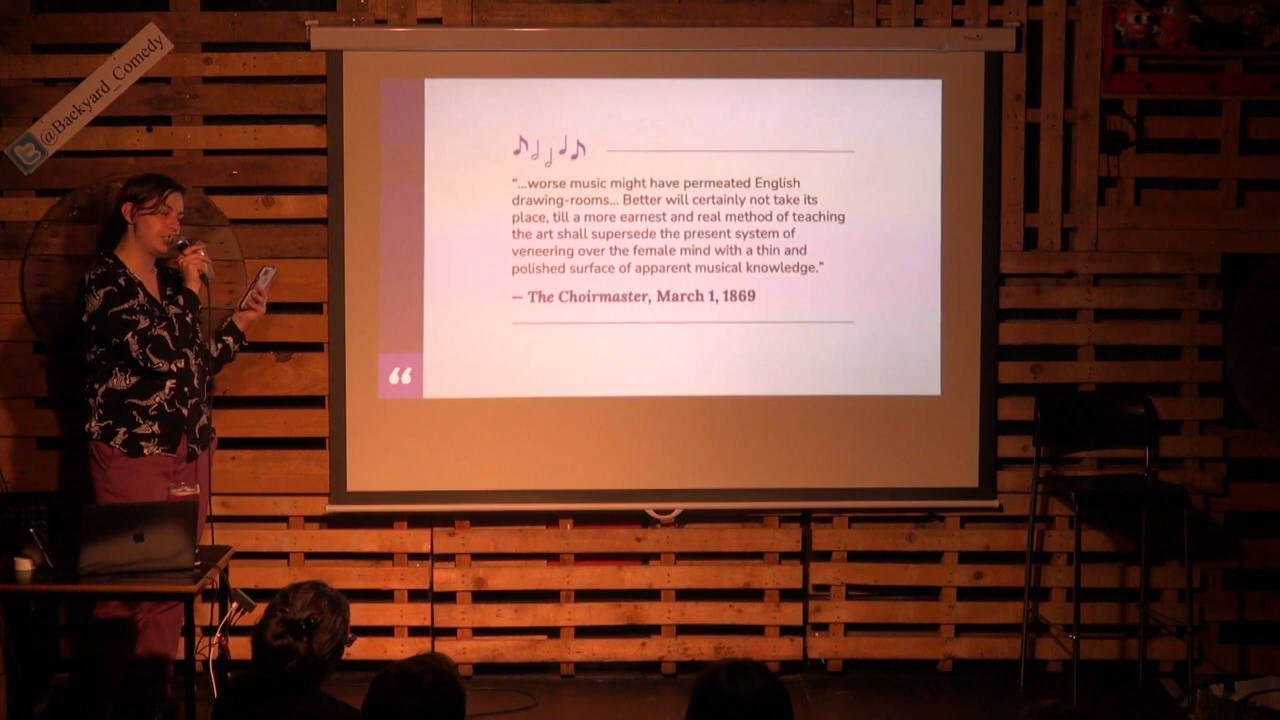 @Backyard_Comedy
“...worse music might have permeated English
drawing-rooms... Better will certainly not take its
place, till a more earnest and real method of teaching
the art shall supersede the present system of
veneering over the female mind with a thin and
polished surface of apparent musical knowledge.”
— The Choirmaster, March 1, 1869
“